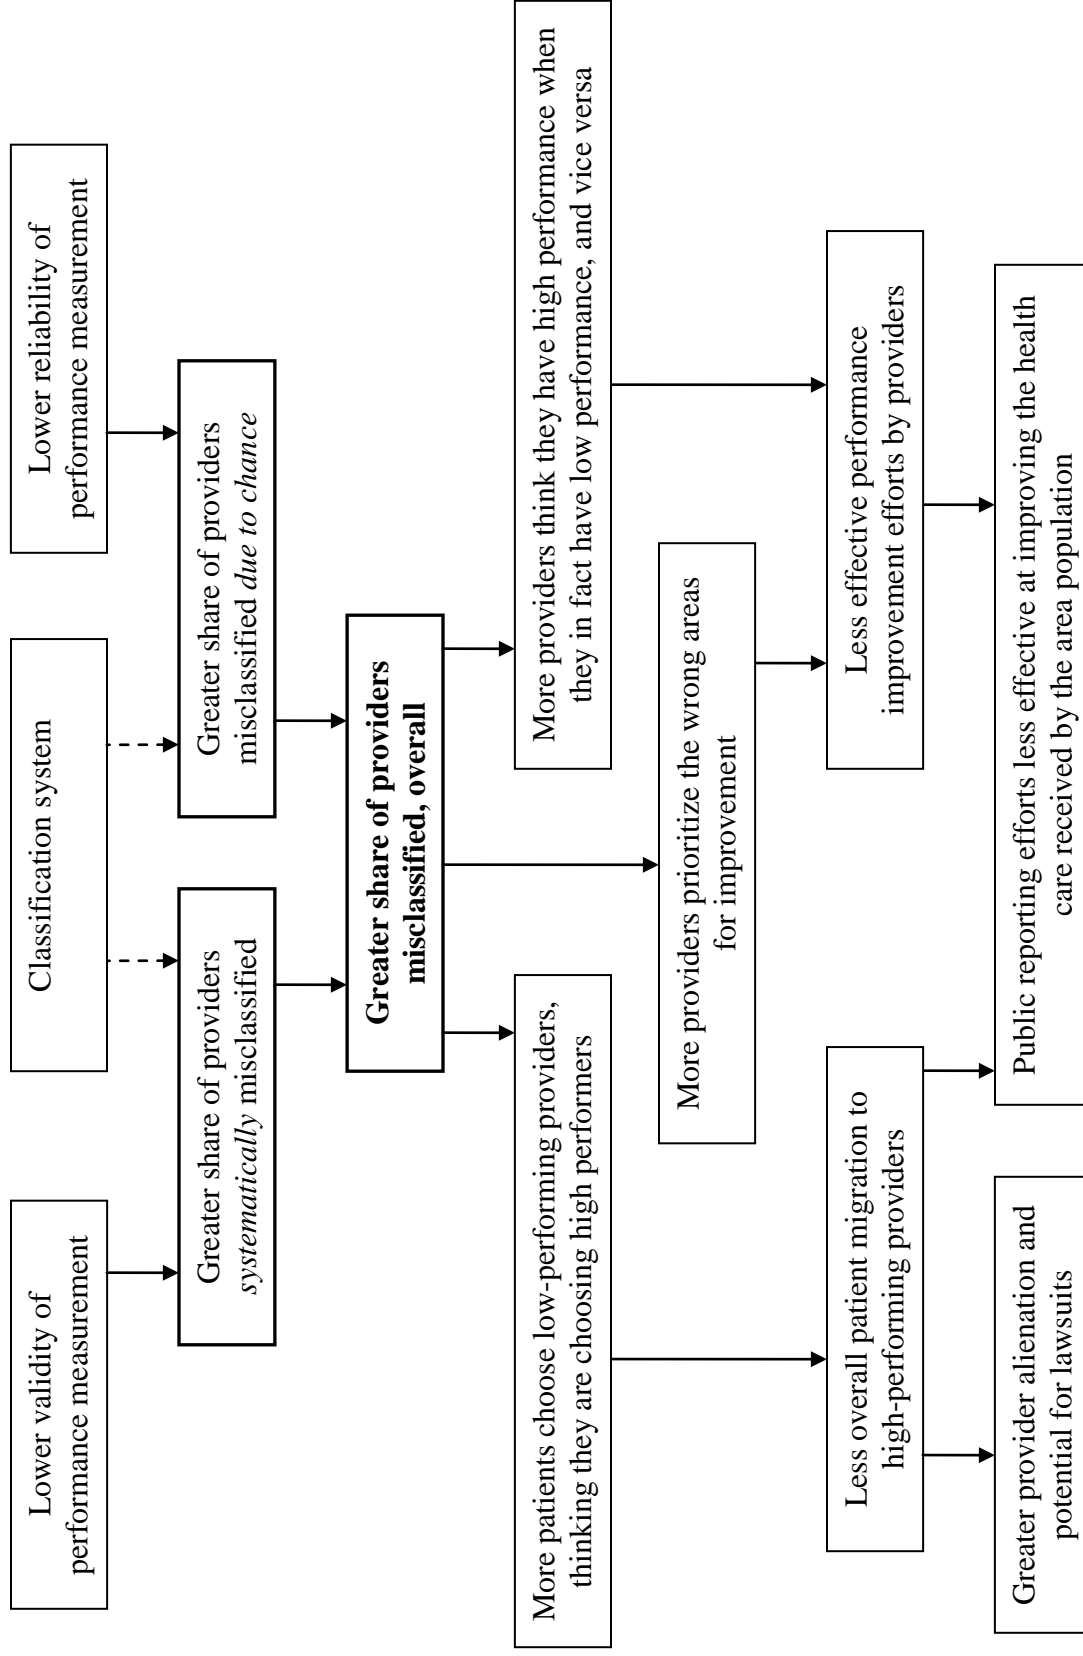 Lower validity of
performance measurement
Classification system
Lower reliability of
performance measurement
Greater share of providers
systematically misclassified
Greater share of providers
misclassified due to chance
Greater share of providers
misclassified, overall
More patients choose low-performing providers,
thinking they are choosing high performers
More providers think they have high performance when
they in fact have low performance, and vice versa
More providers prioritize the wrong areas
for improvement
Less overall patient migration to
high-performing providers
Less effective performance
improvement efforts by providers
Greater provider alienation and
potential for lawsuits
Public reporting efforts less effective at improving the health
care received by the area population